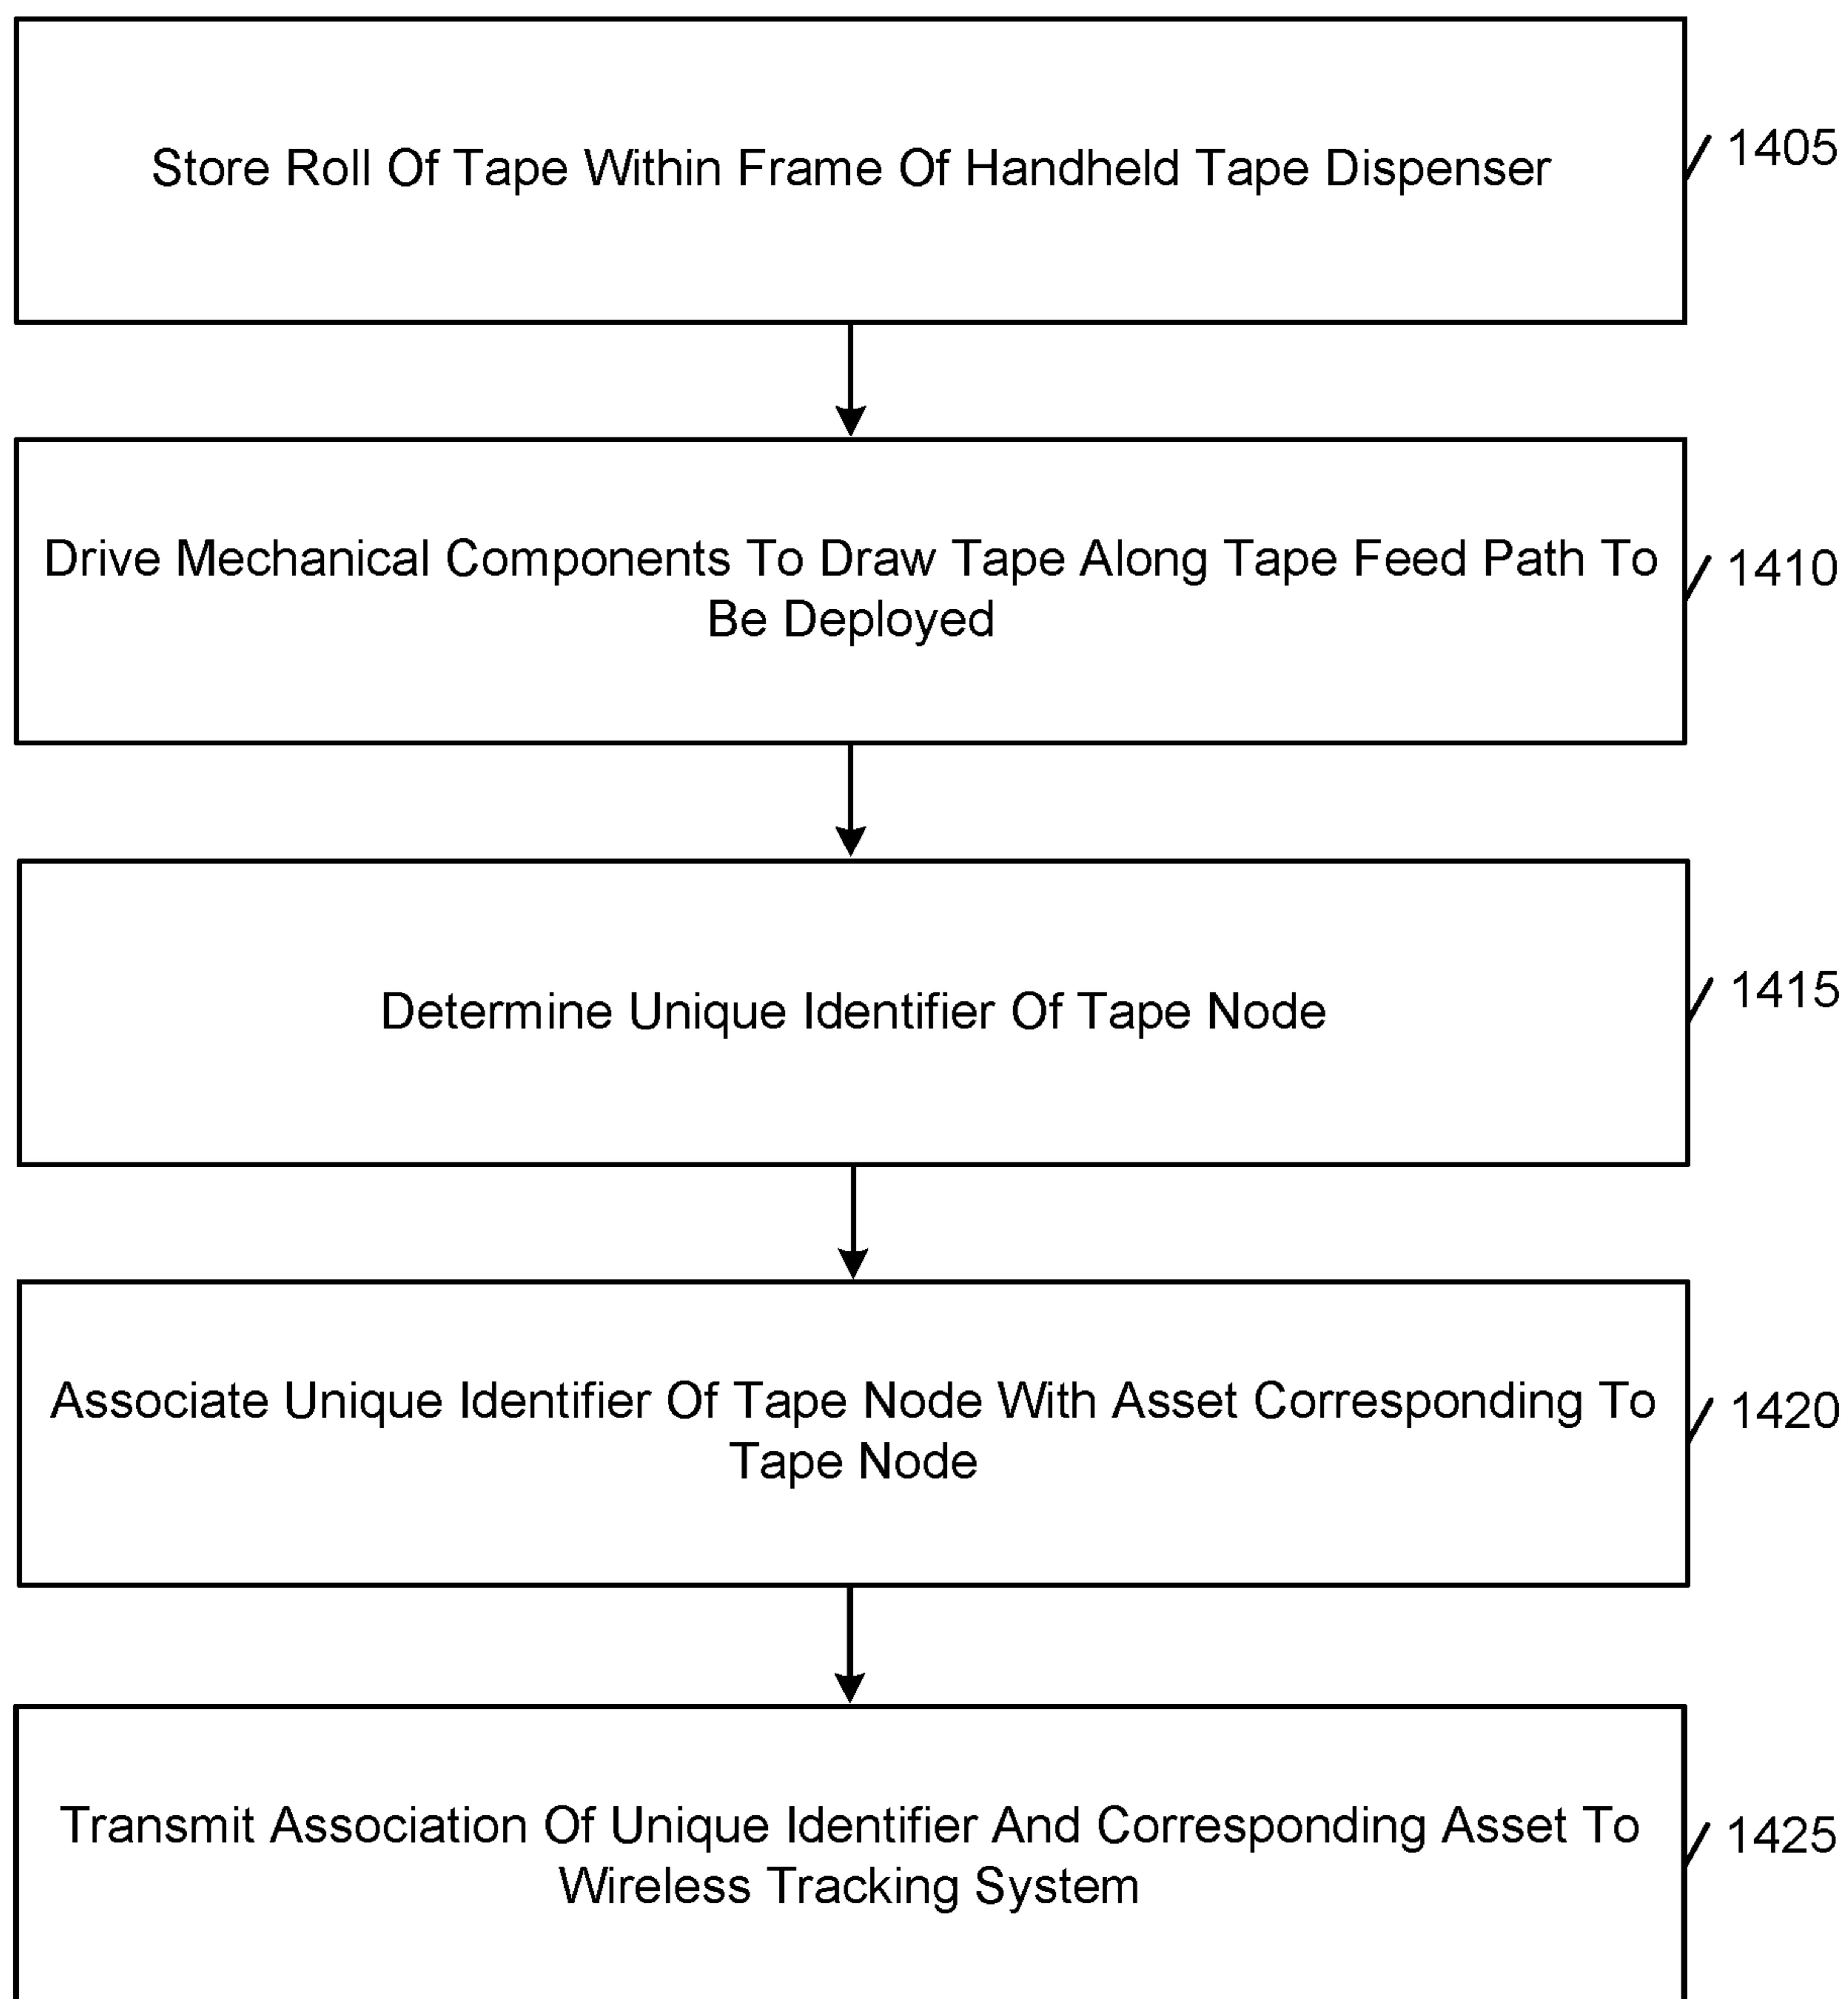 Store Roll Of Tape Within Frame Of Handheld Tape Dispenser
1405
Drive Mechanical Components To Draw Tape Along Tape Feed Path To
Be Deployed
1410
Determine Unique Identifier Of Tape Node
1415
Associate Unique Identifier Of Tape Node With Asset Corresponding To
Tape Node
1420
Transmit Association Of Unique Identifier And Corresponding Asset To
Wireless Tracking System
1425